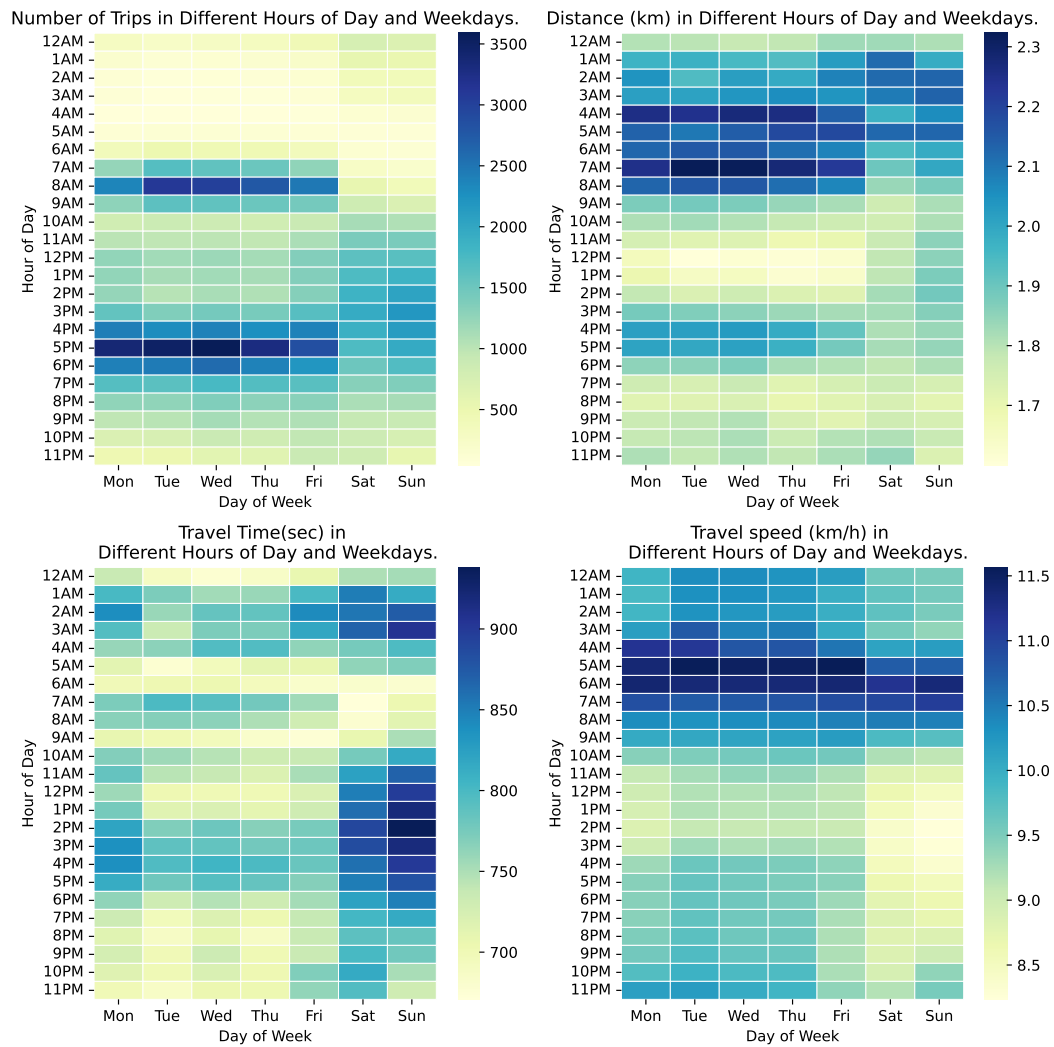 Number of Trips in Different Hours of Day and Weekdays.
12AM
1AM
2AM
3AM
4AM
5AM
6AM
7AM
8AM
9AM
10AM
11AM
12PM
1PM
2PM
3PM
4PM
5PM
6PM
7PM
8PM
9PM
10PM
11PM
Hour of Day
Mon Tue Wed Thu Fri Sat Sun
Day of Week
3500
3000
2500
2000
1500
1000
500
Distance (km) in Different Hours of Day and Weekdays.
12AM
1AM
2AM
3AM
4AM
5AM
6AM
7AM
8AM
9AM
10AM
11AM
12PM
1PM
2PM
3PM
4PM
5PM
6PM
7PM
8PM
9PM
10PM
11PM
Hour of Day
Mon Tue Wed Thu Fri Sat Sun
Day of Week
2.3
2.2
2.1
2.0
1.9
1.8
1.7
Travel Time(sec) in
Different Hours of Day and Weekdays.
12AM
1AM
2AM
3AM
4AM
5AM
6AM
7AM
8AM
9AM
10AM
11AM
12PM
1PM
2PM
3PM
4PM
5PM
6PM
7PM
8PM
9PM
10PM
11PM
Hour of Day
Mon Tue Wed Thu Fri Sat Sun
Day of Week
900
850
800
750
700
Travel speed (km/h) in
Different Hours of Day and Weekdays.
12AM
1AM
2AM
3AM
4AM
5AM
6AM
7AM
8AM
9AM
10AM
11AM
12PM
1PM
2PM
3PM
4PM
5PM
6PM
7PM
8PM
9PM
10PM
11PM
Hour of Day
Mon Tue Wed Thu Fri Sat Sun
Day of Week
11.5
11.0
10.5
10.0
9.5
9.0
8.5